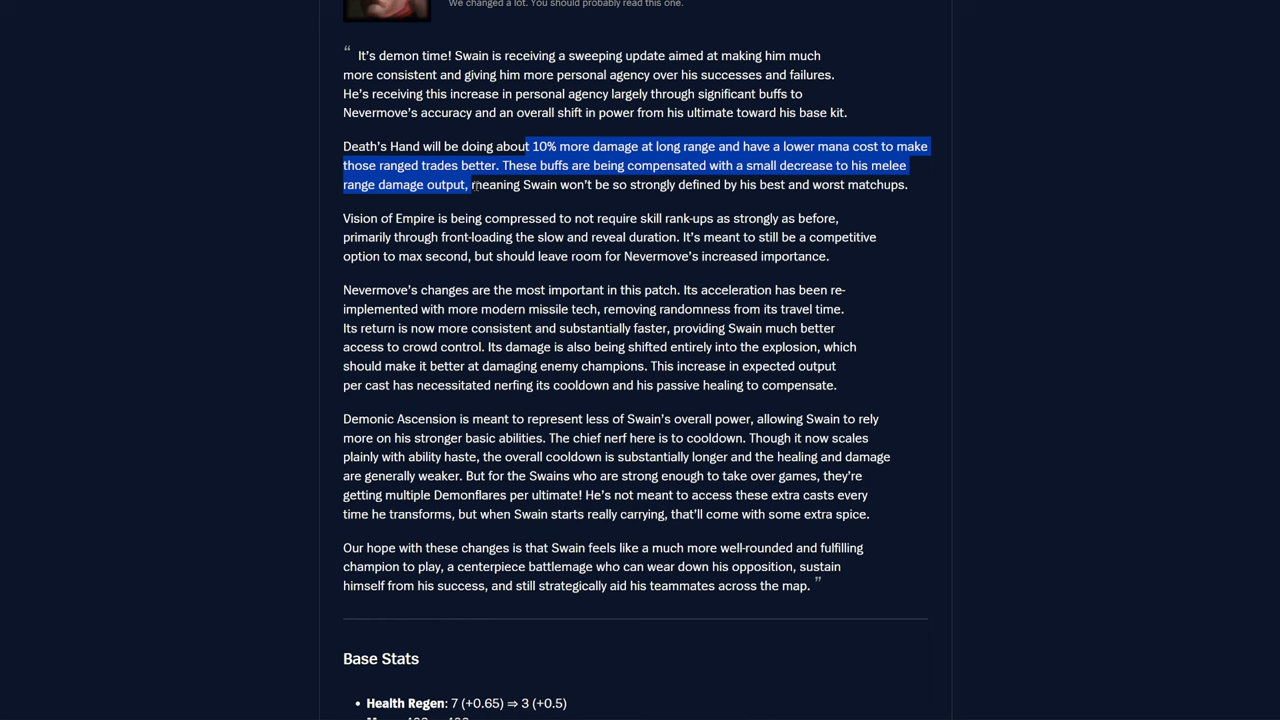 We changed a lot. You should probably read this one.
“ It’s demon time! Swain is receiving a sweeping update aimed at making him much
more consistent and giving him more personal agency over his successes and failures.
He’s receiving this increase in personal agency largely through significant buffs to
Nevermove’s accuracy and an overall shift in power from his ultimate toward his base kit.
Death’s Hand will be doing about 10% more damage at long range and have a lower mana cost to make
those ranged trades better. These buffs are being compensated with a small decrease to his melee
range damage output, meaning Swain won’t be so strongly defined by his best and worst matchups.
Vision of Empire is being compressed to not require skill rank-ups as strongly as before,
primarily through front-loading the slow and reveal duration. It’s meant to still be a competitive
option to max second, but should leave room for Nevermove’s increased importance.
Nevermove’s changes are the most important in this patch. Its acceleration has been re-
implemented with more modern missile tech, removing randomness from its travel time.
Its return is now more consistent and substantially faster, providing Swain much better
access to crowd control. Its damage is also being shifted entirely into the explosion, which
should make it better at damaging enemy champions. This increase in expected output
per cast has necessitated nerfing its cooldown and his passive healing to compensate.
Demonic Ascension is meant to represent less of Swain’s overall power, allowing Swain to rely
more on his stronger basic abilities. The chief nerf here is to cooldown. Though it now scales
plainly with ability haste, the overall cooldown is substantially longer and the healing and damage
are generally weaker. But for the Swains who are strong enough to take over games, they’re
getting multiple Demonflares per ultimate! He’s not meant to access these extra casts every
time he transforms, but when Swain starts really carrying, that’ll come with some extra spice.
Our hope with these changes is that Swain feels like a much more well-rounded and fulfilling
champion to play, a centerpiece battlemage who can wear down his opposition, sustain
himself from his success, and still strategically aid his teammates across the map. ”
Base Stats
• Health Regen: 7 (+0.65) ⇒ 3 (+0.5)